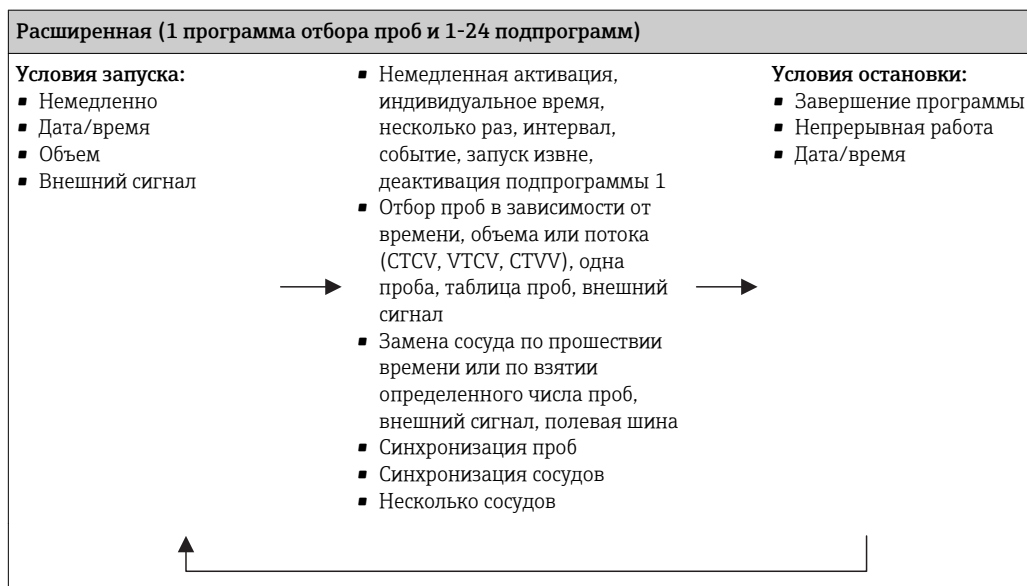 Расширенная (1 программа отбора проб и 1-24 подпрограмм)
Условия запуска:
▪ Немедленно
▪ Дата/время
▪ Объем
▪ Внешний сигнал
▪ Немедленная активация,
индивидуальное время,
несколько раз, интервал,
событие, запуск извне,
деактивация подпрограммы 1
▪ Отбор проб в зависимости от
времени, объема или потока
(CTCV, VTCV, CTVV), одна
проба, таблица проб, внешний
сигнал
▪ Замена сосуда по прошествии
времени или по взятии
определенного числа проб,
внешний сигнал, полевая шина
▪ Синхронизация проб
▪ Синхронизация сосудов
▪ Несколько сосудов
Условия остановки:
▪ Завершение программы
▪ Непрерывная работа
▪ Дата/время